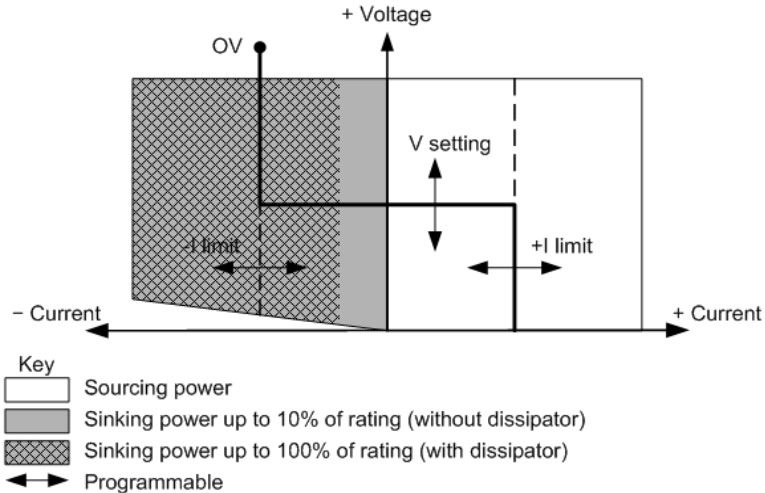 + Voltage
OV
V setting
-I limit
+I limit
− Current
+ Current
Key
Sourcing power
Sinking power up to 10% of rating (without dissipator)
Sinking power up to 100% of rating (with dissipator)
Programmable